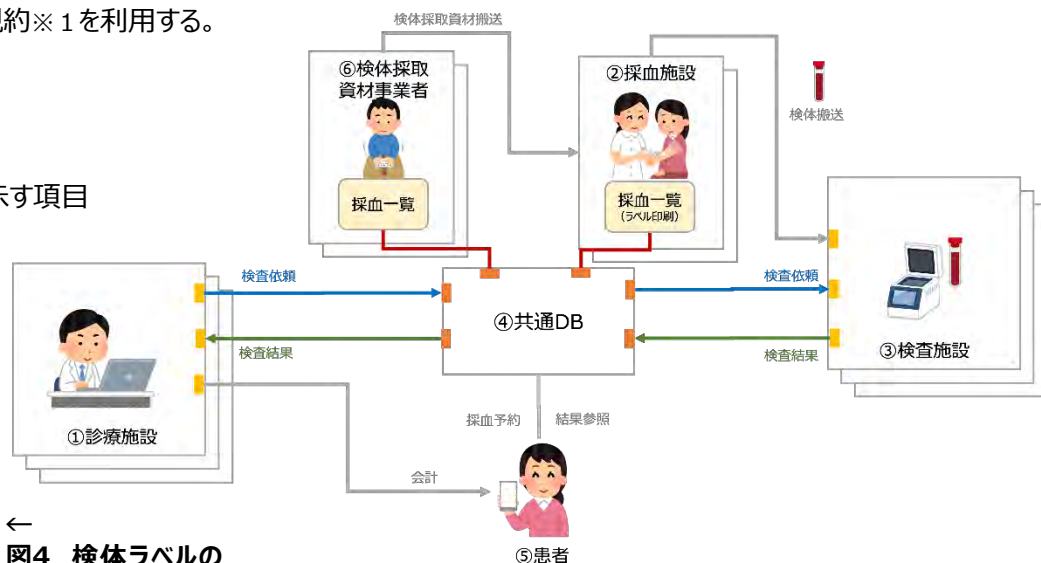 規約※1を利用する。
検体採取資材搬送
⑥検体採取
資材事業者
採血一覧
②採血施設
採血一覧
(ラベル印刷)
検体搬送
示す項目
検査依頼
検査結果
①診療施設
④共通DB
検査依頼
検査結果
③検査施設
採血予約
結果参照
会計
⑤患者
←
図4 検体ラベルの